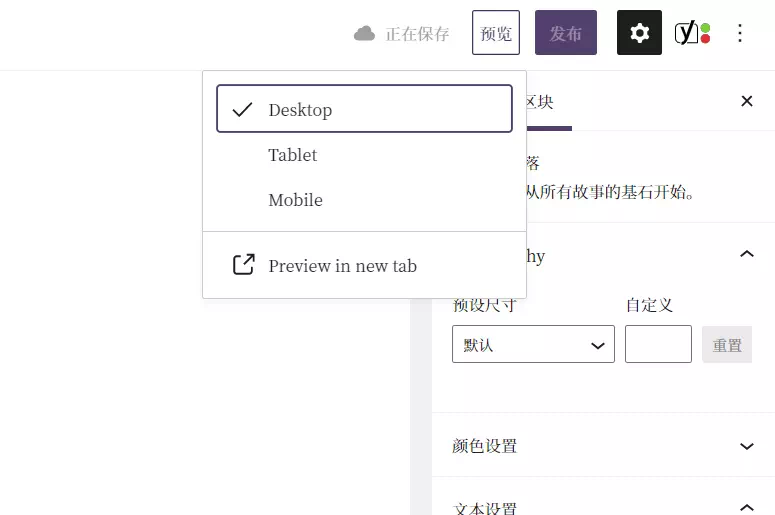 正在保存
预览
发布
Desktop
Tablet
Mobile
Preview in new tab
区块
落
从所有故事的基石开始。
hy
预设尺寸
自定义
默认
重置
颜色设置
文本设置